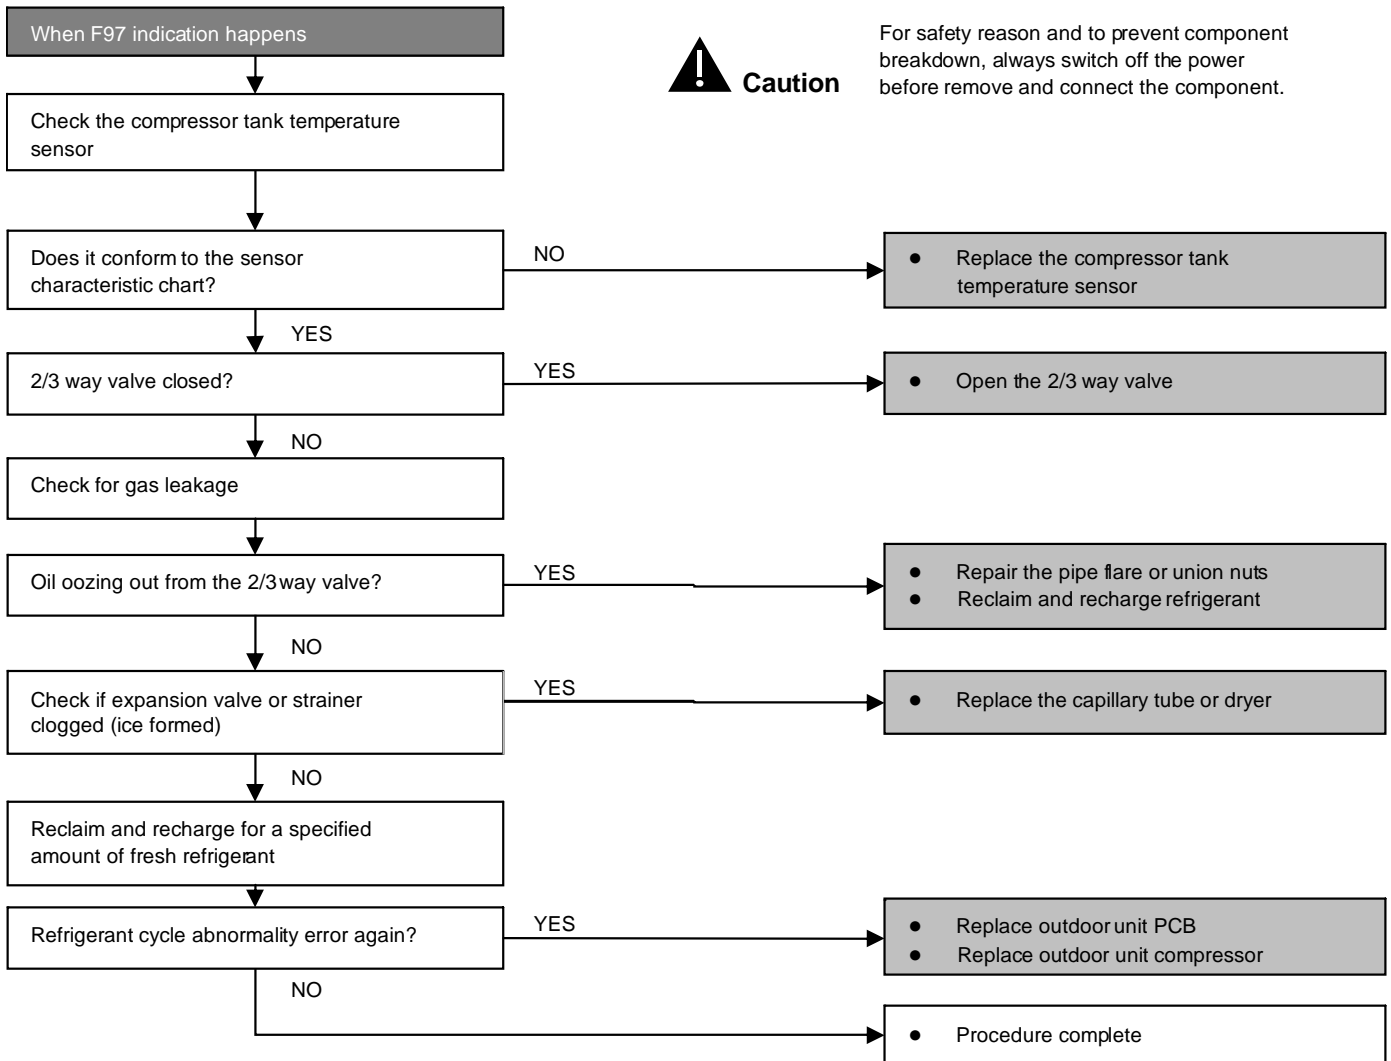 When F97 indication happens
Caution
For safety reason and to prevent component
breakdown, always switch off the power
before remove and connect the component.
Check the compressor tank temperature
sensor
Does it conform to the sensor
characteristic chart?
NO
● Replace the compressor tank
temperature sensor
YES
2/3 way valve closed?
YES
● Open the 2/3 way valve
NO
Check for gas leakage
Oil oozing out from the 2/3 way valve?
YES
● Repair the pipe flare or union nuts
● Reclaim and recharge refrigerant
NO
Check if expansion valve or strainer
clogged (ice formed)
YES
● Replace the capillary tube or dryer
NO
Reclaim and recharge for a specified
amount of fresh refrigerant
Refrigerant cycle abnormality error again?
YES
● Replace outdoor unit PCB
● Replace outdoor unit compressor
NO
● Procedure complete